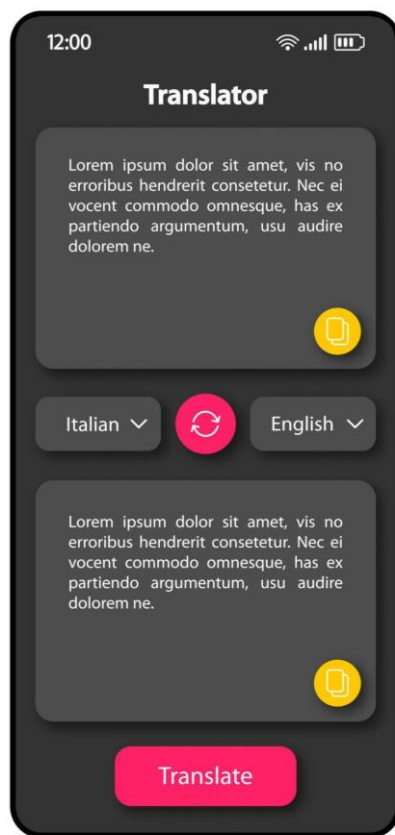 12:00
Translator
Lorem ipsum dolor sit amet, vis no
erroribus hendrerit consetetur. Nec ei
vocent commodo omnesque, has ex
partiendo argumentum, usu audire
dolorem ne.
Italian
English
Lorem ipsum dolor sit amet, vis no
erroribus hendrerit consetetur. Nec ei
vocent commodo omnesque, has ex
partiendo argumentum, usu audire
dolorem ne.
Translate